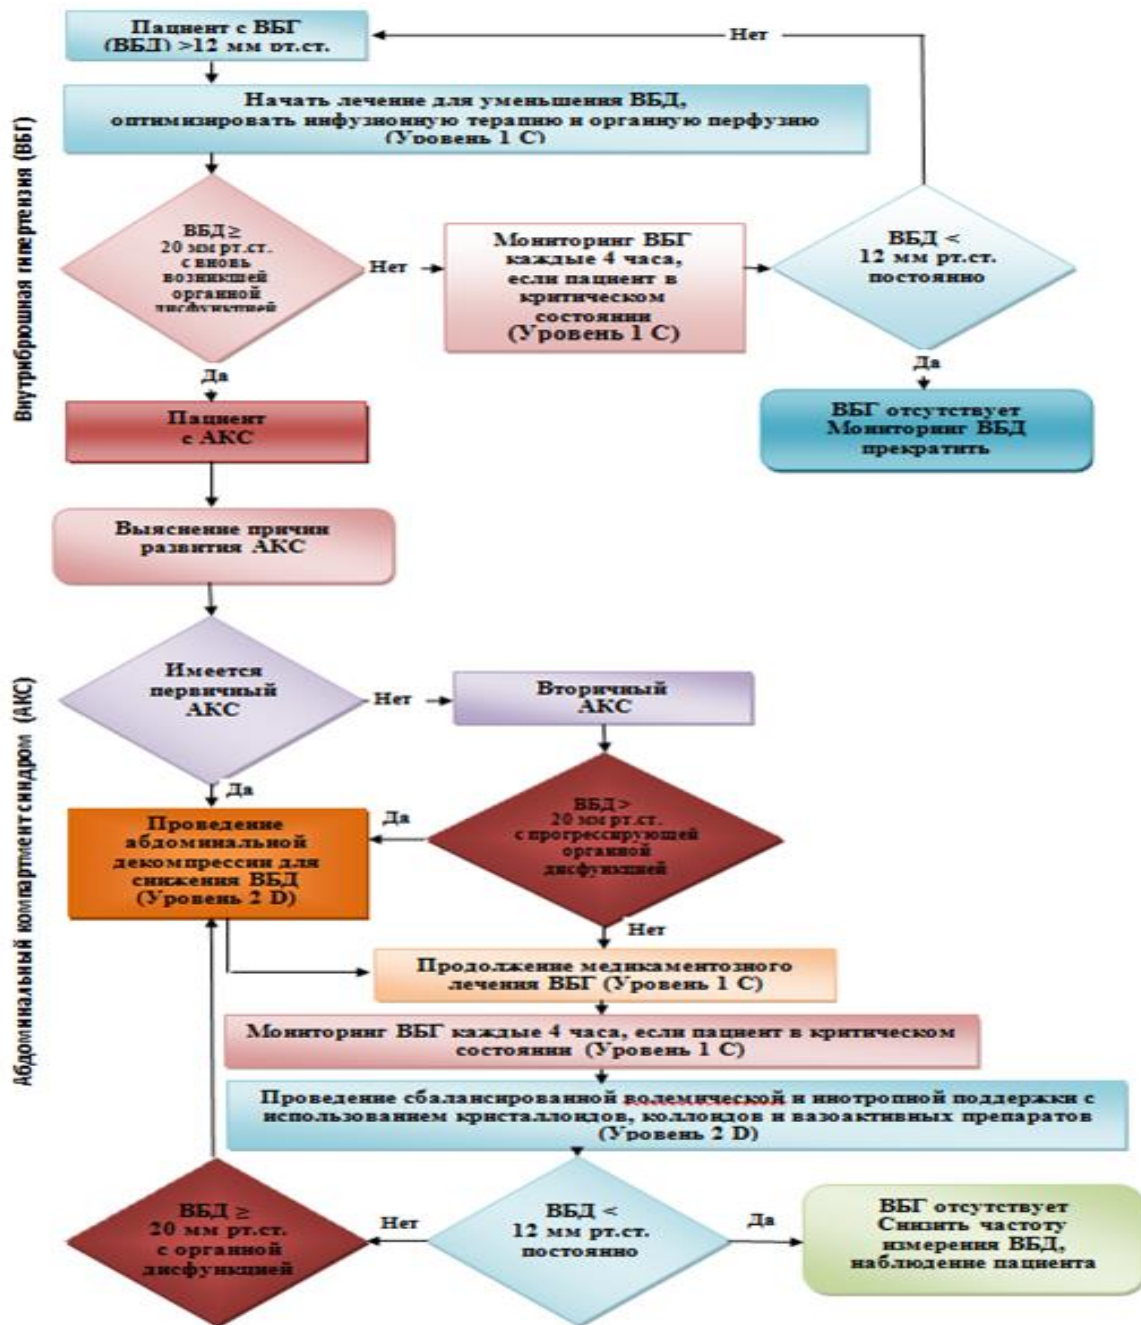 Пациент с ВБГ
(ВБД) >12 мм рт.ст.
Нет
Начать лечение для уменьшения ВБД,
оптимизировать инфузионную терапию и органную перфузию
(Уровень 1 С)
Внутрибрюшная гипертензия (ВБГ)
ВБД ≥
20 мм рт.ст.
с вновь
возникшей
органной
дисфункцией
Нет
Мониторинг ВБГ
каждые 4 часа,
если пациент в
критическом
состоянии
(Уровень 1 С)
ВБД <
12 мм рт.ст.
постоянно
Да
Да
Пациент
с АКС
ВБГ отсутствует
Мониторинг ВБД
прекратить
Выяснение причин
развития АКС
Абдоминальный компартмент синдром (АКС)
Имеется
первичный
АКС
Нет
Вторичный
АКС
Да
Проведение
абдоминальной
декомпрессии для
снижения ВБД
(Уровень 2 D)
Да
ВБД >
20 мм рт.ст.
с прогрессирующей
органной
дисфункцией
Нет
Продолжение медикаментозного
лечения ВБГ (Уровень 1 С)
Мониторинг ВБГ каждые 4 часа, если пациент в критическом
состоянии (Уровень 1 С)
Проведение сбалансированной волемической и инотропной поддержки с
использованием кристаллоидов, коллоидов и вазоактивных препаратов
(Уровень 2 D)
ВБД ≥
20 мм рт.ст.
с органной
дисфункцией
Нет
ВБД <
12 мм рт.ст.
постоянно
Да
ВБГ отсутствует
Снизить частоту
измерения ВБД,
наблюдение пациента